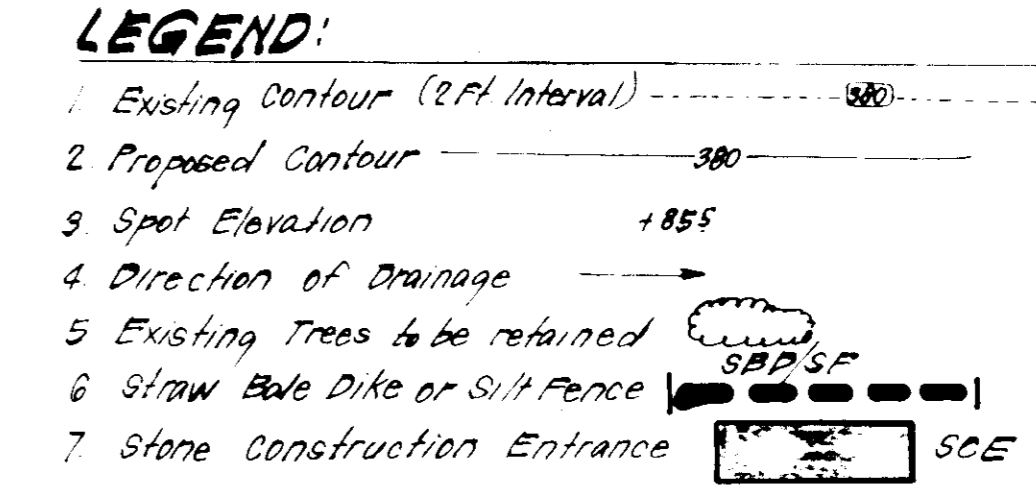 LEGEND:
1. Existing Contour (2 Ft. Interval) 380
2. Proposed Contour 380
3. Spot Elevation +855
4. Direction of Drainage
5 Existing Trees to be retained
SBD/SF
6 Straw Bale Dike or Silt Fence
7. Stone Construction Entrance SCE